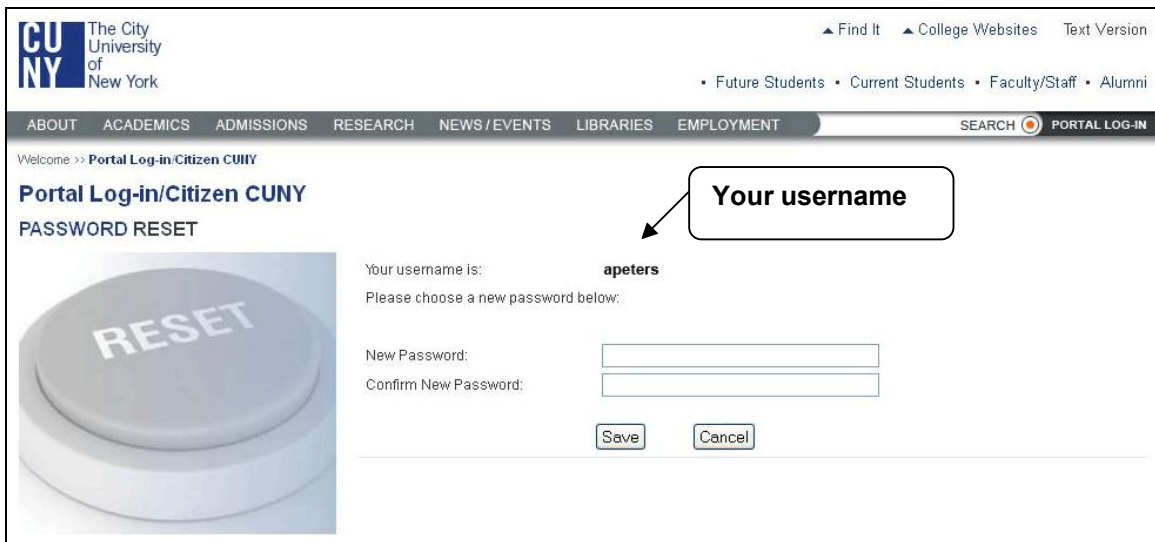 CU
NY
The City
University
of
New York
▲ Find It ▲ College Websites Text Version
▪ Future Students ▪ Current Students ▪ Faculty/Staff ▪ Alumni
ABOUT ACADEMICS ADMISSIONS RESEARCH NEWS / EVENTS LIBRARIES EMPLOYMENT SEARCH PORTAL LOG-IN
Welcome >> Portal Log-in/Citizen CUNY
Portal Log-in/Citizen CUNY
PASSWORD RESET
Your username
RESET
Your username is: apeters
Please choose a new password below:
New Password:
Confirm New Password:
Save Cancel